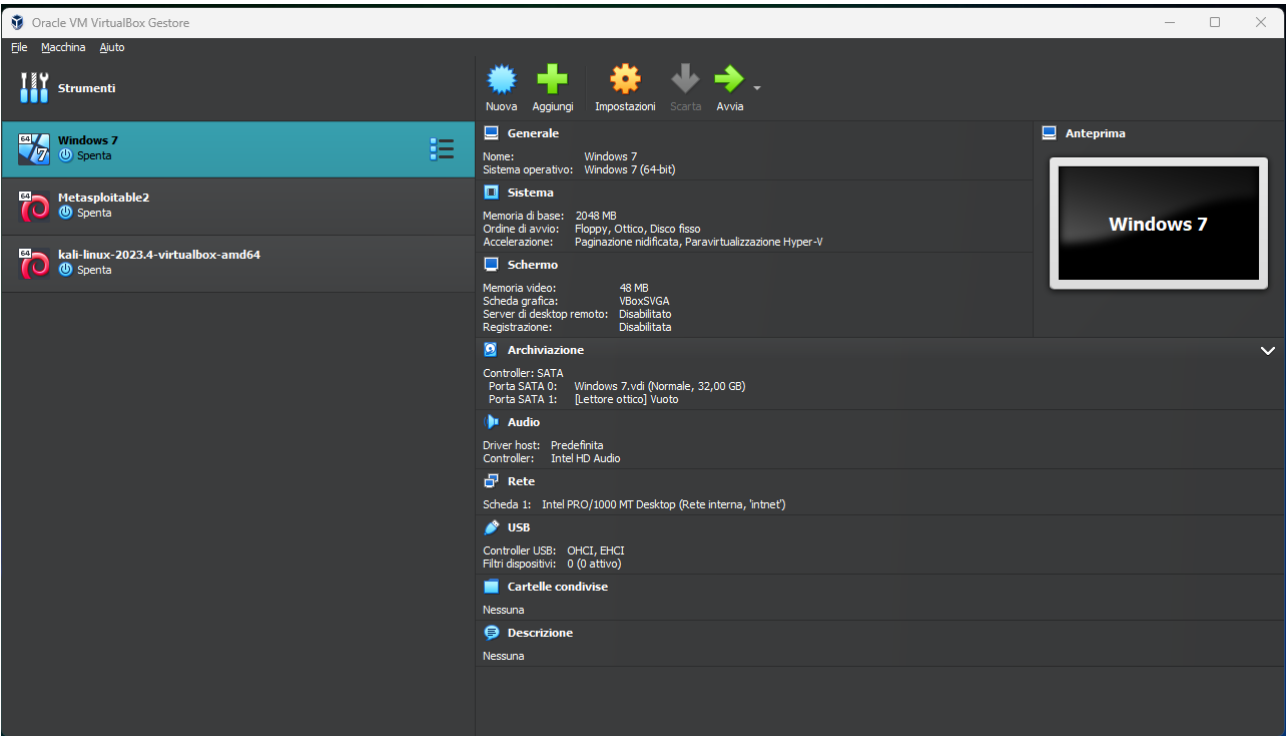 Oracle VM VirtualBox Gestore
File Macchina Aiuto
Strumenti
Nuova Aggiungi Impostazioni Scarta Avvia
64
7
Windows 7
Spenta
64
Metasploitable2
Spenta
64
kali-linux-2023.4-virtualbox-amd64
Spenta
Generale
Nome: Windows 7
Sistema operativo: Windows 7 (64-bit)
Sistema
Memoria di base: 2048 MB
Ordine di avvio: Floppy, Ottico, Disco fisso
Accelerazione: Paginazione nidificata, Paravirtualizzazione Hyper-V
Schermo
Memoria video: 48 MB
Scheda grafica: VBoxSVGA
Server di desktop remoto: Disabilitato
Registrazione: Disabilitata
Anteprima
Windows 7
Archiviazione
Controller: SATA
Porta SATA 0: Windows 7.vdi (Normale, 32,00 GB)
Porta SATA 1: [Lettore ottico] Vuoto
Audio
Driver host: Predefinita
Controller: Intel HD Audio
Rete
Scheda 1: Intel PRO/1000 MT Desktop (Rete interna, 'intnet')
USB
Controller USB: OHCI, EHCI
Filtri dispositivi: 0 (0 attivo)
Cartelle condivise
Nessuna
Descrizione
Nessuna